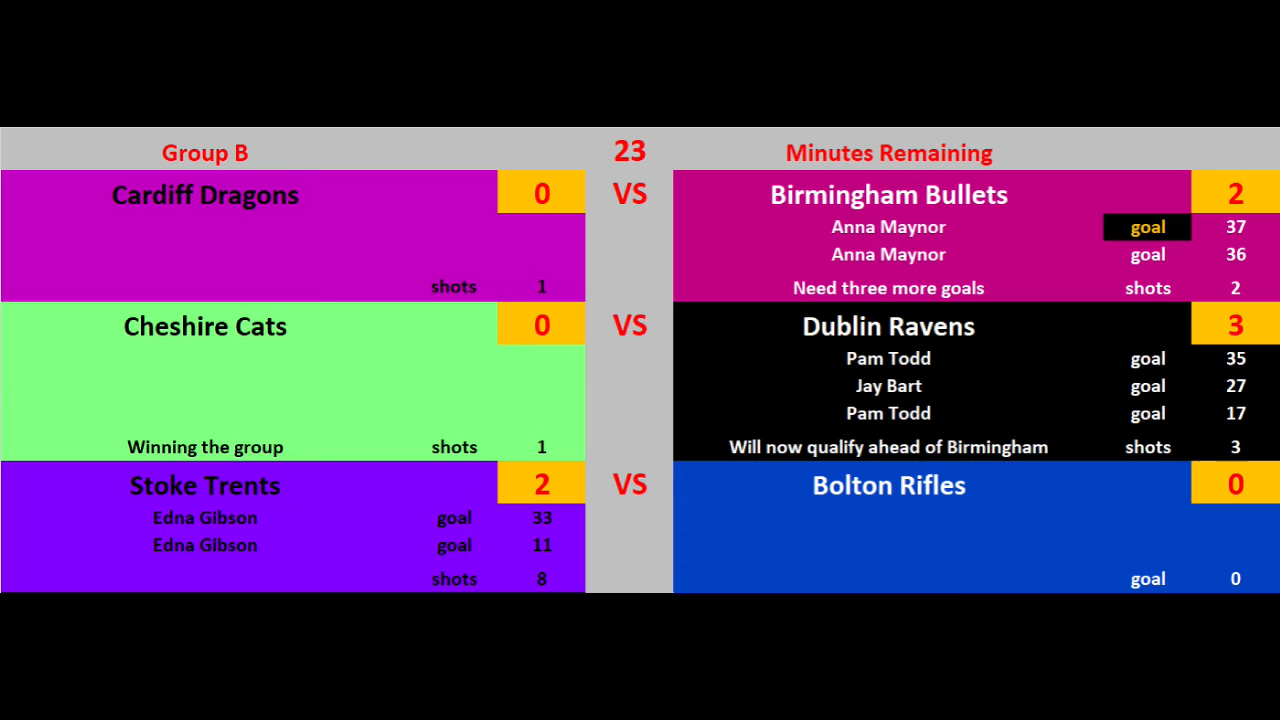 Group B 23 Minutes Remaining
Cardiff Dragons 0 VS Birmingham Bullets 2
Anna Maynor goal 37
Anna Maynor goal 36
shots 1 Need three more goals shots 2
Cheshire Cats 0 VS Dublin Ravens 3
Pam Todd goal 35
Jay Bart goal 27
Pam Todd goal 17
Winning the group shots 1 Will now qualify ahead of Birmingham shots 3
Stoke Trents 2 VS Bolton Rifles 0
Edna Gibson goal 33
Edna Gibson goal 11
shots 8 goal 0